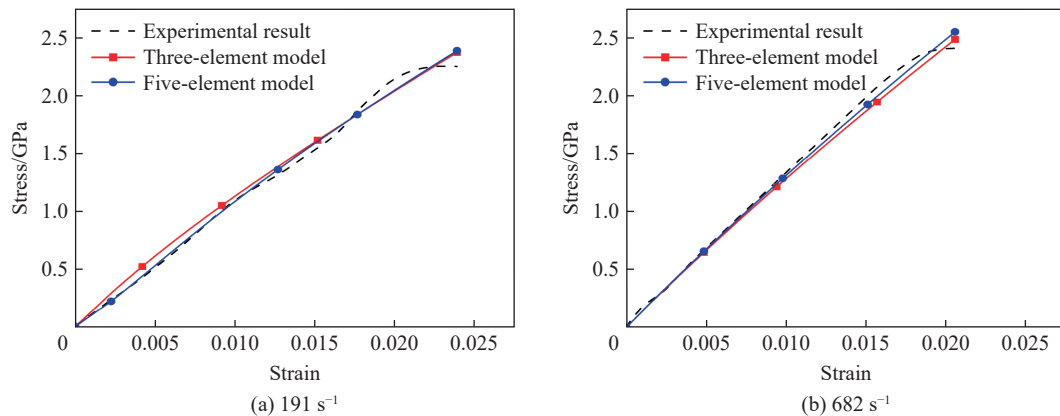 Experimental result
Three-element model
Five-element model
2.5
2.0
1.5
1.0
0.5
0
0.005
0.010
0.015
0.020
0.025
Stress/GPa
Strain
(a) 191 s⁻¹
Experimental result
Three-element model
Five-element model
2.5
2.0
1.5
1.0
0.5
0
0.005
0.010
0.015
0.020
0.025
Stress/GPa
Strain
(b) 682 s⁻¹